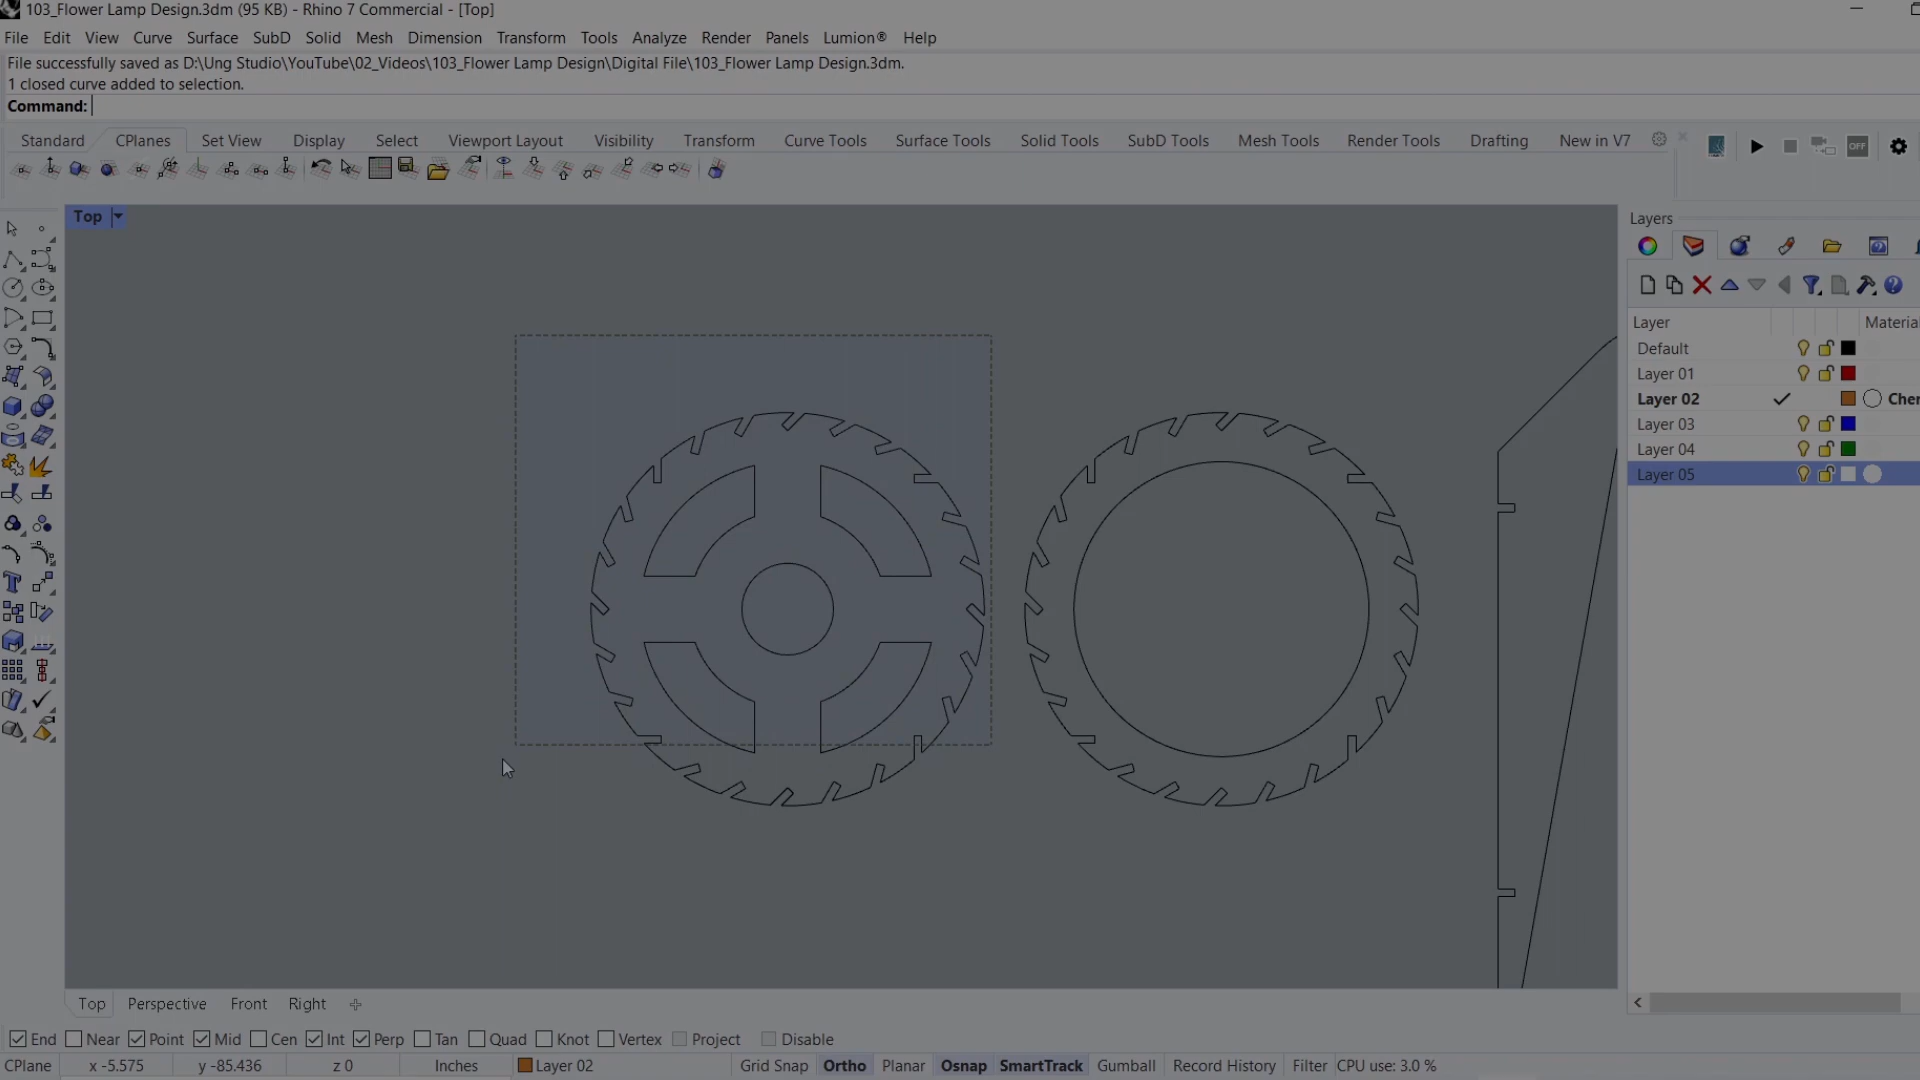 103_Flower Lamp Design.3dm (95 KB) - Rhino 7 Commercial - [Top]
File Edit View Curve Surface SubD Solid Mesh Dimension Transform Tools Analyze Render Panels Lumion® Help
File successfully saved as D:\Ung Studio\YouTube\02_Videos\103_Flower Lamp Design\Digital File\103_Flower Lamp Design.3dm.
1 closed curve added to selection.
Command:
Standard CPlanes Set View Display Select Viewport Layout Visibility Transform Curve Tools Surface Tools Solid Tools SubD Tools Mesh Tools Render Tools Drafting New in V7
OFF
Top
Layers
Layer Material
Default
Layer 01
Layer 02 Cher
Layer 03
Layer 04
Layer 05
Top Perspective Front Right
End Near Point Mid Cen Int Perp Tan Quad Knot Vertex Project Disable
CPlane x -5.575 y -85.436 z 0 Inches Layer 02 Grid Snap Ortho Planar Osnap SmartTrack Gumball Record History Filter CPU use: 3.0 %